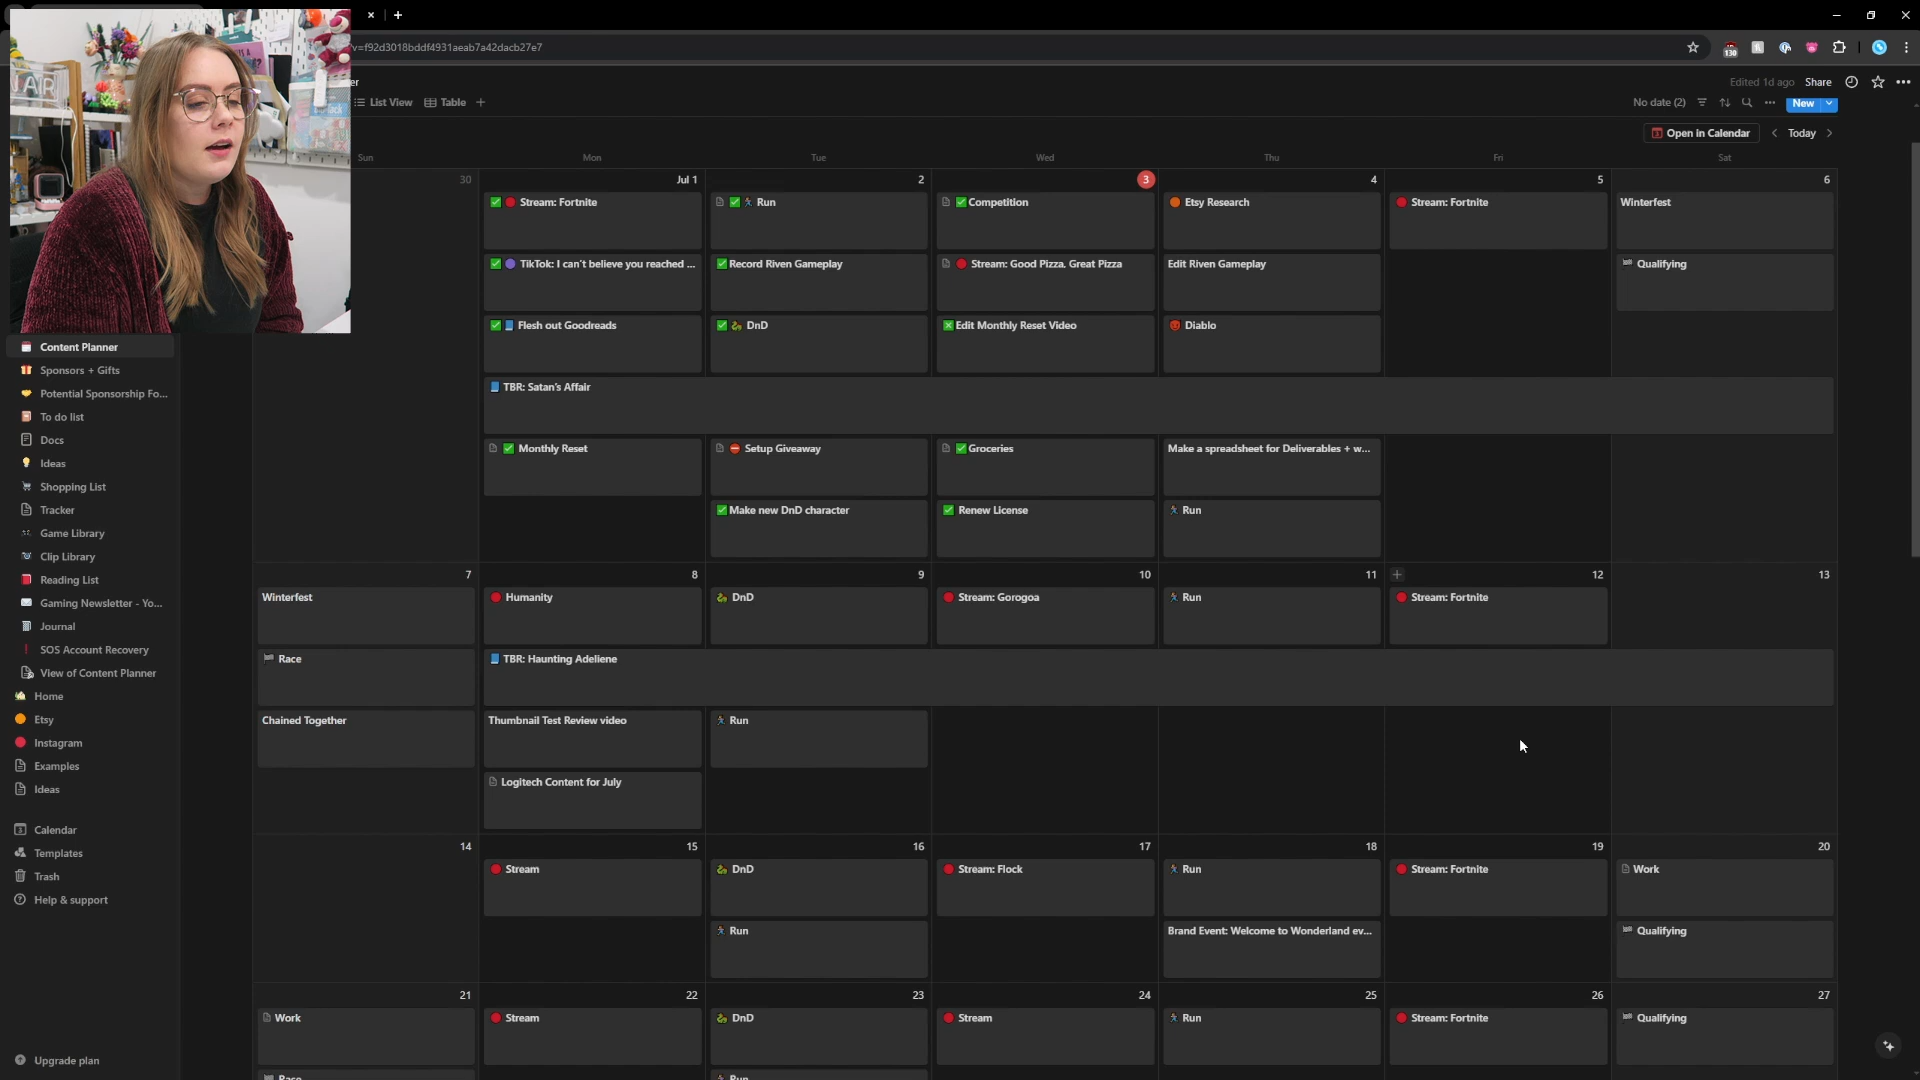 v=f92d3018bddf4931aeab7a42dacb27e7
130
er
Edited 1d ago
Share
List View
Table
No date (2)
New
Open in Calendar
Today
Sun
Mon
Tue
Wed
Thu
Fri
Sat
30
Jul 1
2
3
4
5
6
Stream: Fortnite
Run
Competition
Etsy Research
Stream: Fortnite
Winterfest
TikTok: I can't believe you reached ...
Record Riven Gameplay
Stream: Good Pizza. Great Pizza
Edit Riven Gameplay
Qualifying
Flesh out Goodreads
DnD
Edit Monthly Reset Video
Diablo
TBR: Satan's Affair
Monthly Reset
Setup Giveaway
Groceries
Make a spreadsheet for Deliverables + w...
Make new DnD character
Renew License
Run
7
8
9
10
11
12
13
Winterfest
Humanity
DnD
Stream: Gorogoa
Run
Stream: Fortnite
Race
TBR: Haunting Adeliene
Chained Together
Thumbnail Test Review video
Run
Logitech Content for July
14
15
16
17
18
19
20
Stream
DnD
Stream: Flock
Run
Stream: Fortnite
Work
Run
Brand Event: Welcome to Wonderland ev...
Qualifying
21
22
23
24
25
26
27
Work
Stream
DnD
Stream
Run
Stream: Fortnite
Qualifying
Race
Run
Content Planner
Sponsors + Gifts
Potential Sponsorship Fo...
To do list
Docs
Ideas
Shopping List
Tracker
Game Library
Clip Library
Reading List
Gaming Newsletter - Yo...
Journal
SOS Account Recovery
View of Content Planner
Home
Etsy
Instagram
Examples
Ideas
Calendar
Templates
Trash
Help & support
Upgrade plan